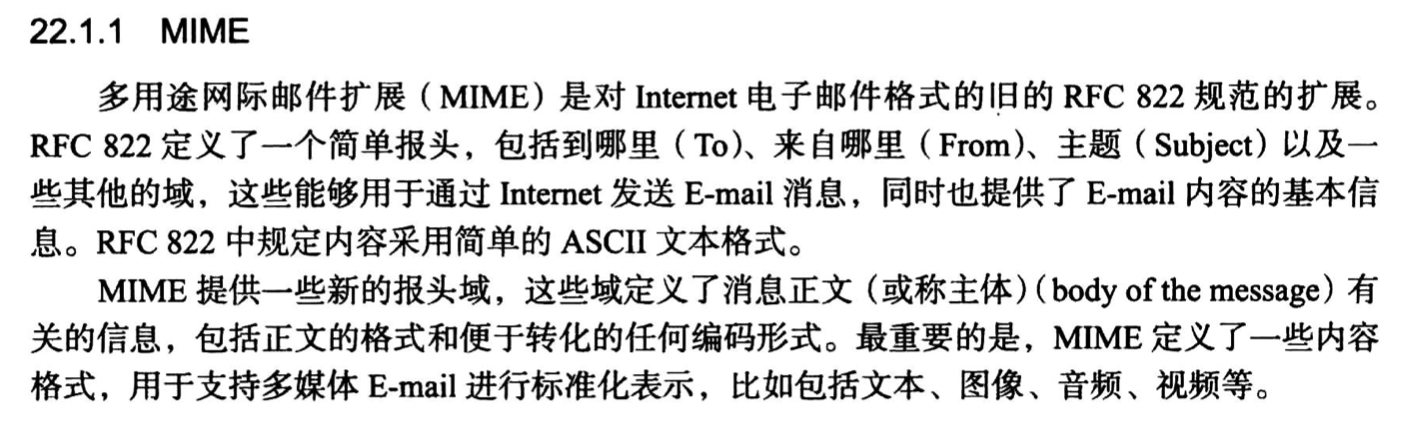 22.1.1 MIME
多用途网际邮件扩展（MIME）是对 Internet 电子邮件格式的旧的 RFC 822 规范的扩展。
RFC 822 定义了一个简单报头，包括到哪里（To）、来自哪里（From）、主题（Subject）以及一
些其他的域，这些能够用于通过 Internet 发送 E-mail 消息，同时也提供了 E-mail 内容的基本信
息。RFC 822 中规定内容采用简单的 ASCII 文本格式。
MIME 提供一些新的报头域，这些域定义了消息正文（或称主体）（body of the message）有
关的信息，包括正文的格式和便于转化的任何编码形式。最重要的是，MIME 定义了一些内容
格式，用于支持多媒体 E-mail 进行标准化表示，比如包括文本、图像、音频、视频等。